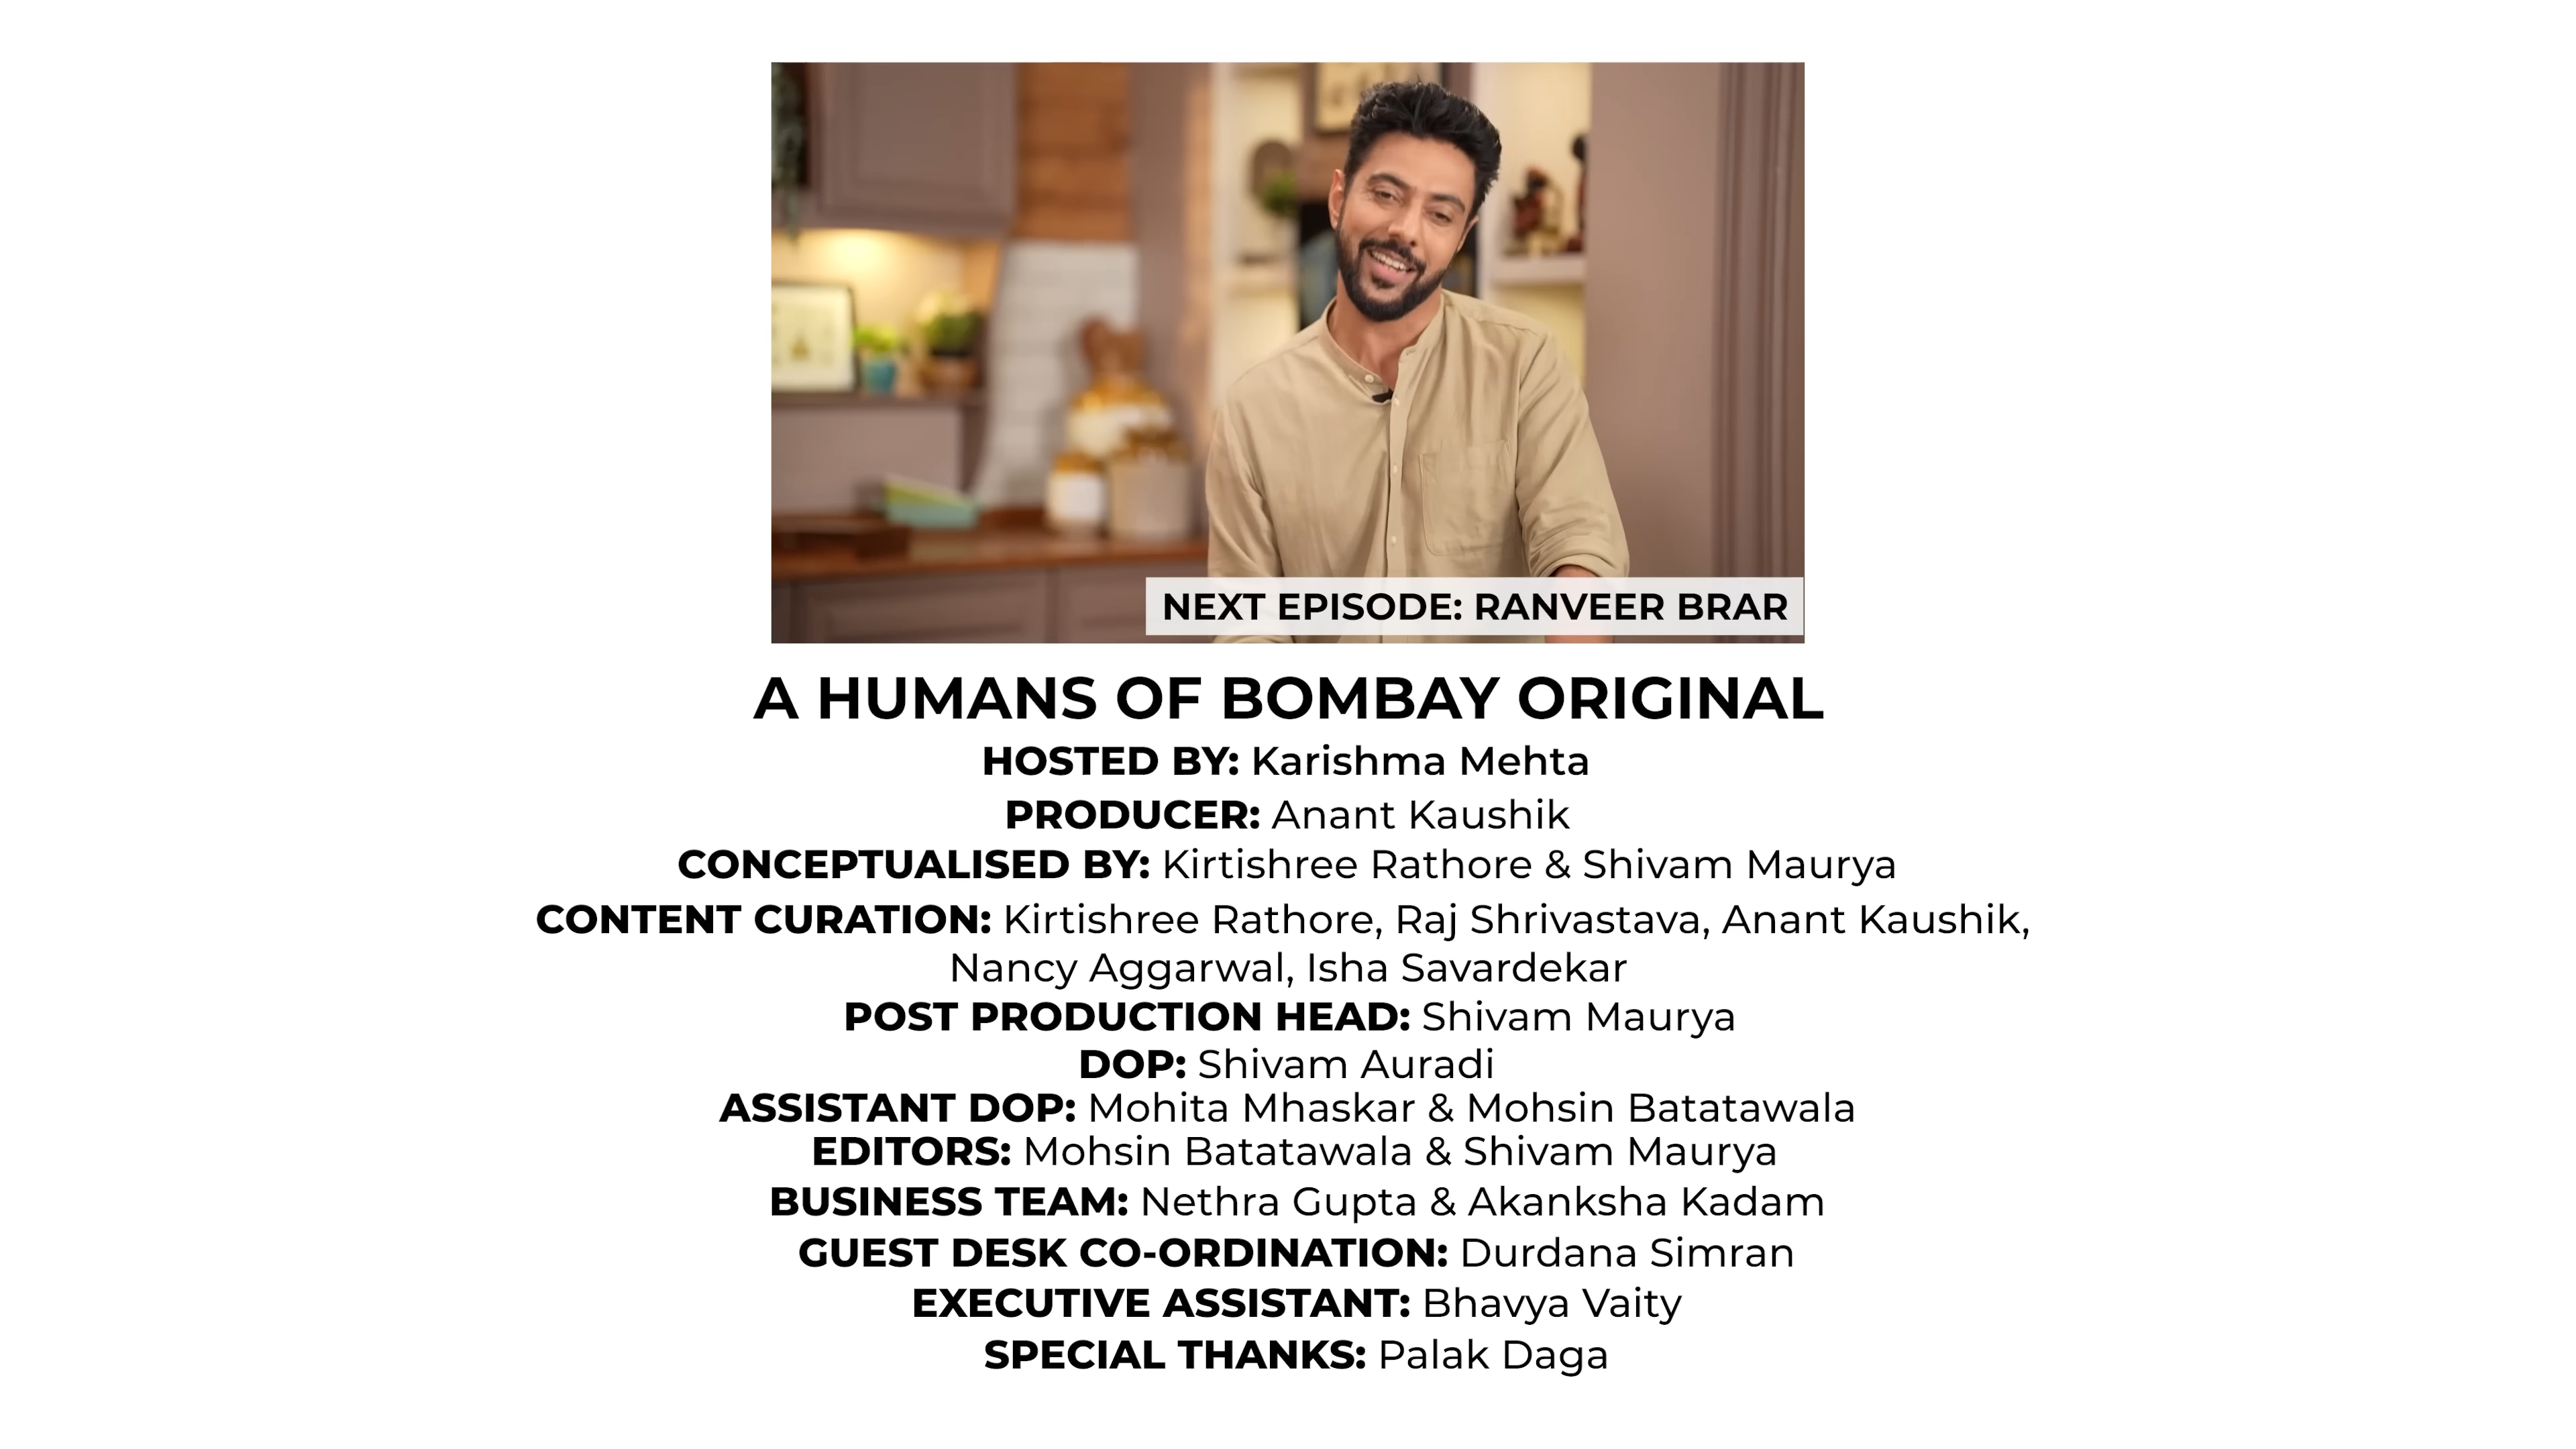 NEXT EPISODE: RANVEER BRAR
A HUMANS OF BOMBAY ORIGINAL
HOSTED BY: Karishma Mehta
PRODUCER: Anant Kaushik
CONCEPTUALISED BY: Kirtishree Rathore & Shivam Maurya
CONTENT CURATION: Kirtishree Rathore, Raj Shrivastava, Anant Kaushik,
Nancy Aggarwal, Isha Savardekar
POST PRODUCTION HEAD: Shivam Maurya
DOP: Shivam Auradi
ASSISTANT DOP: Mohita Mhaskar & Mohsin Batatawala
EDITORS: Mohsin Batatawala & Shivam Maurya
BUSINESS TEAM: Nethra Gupta & Akanksha Kadam
GUEST DESK CO-ORDINATION: Durdana Simran
EXECUTIVE ASSISTANT: Bhavya Vaity
SPECIAL THANKS: Palak Daga